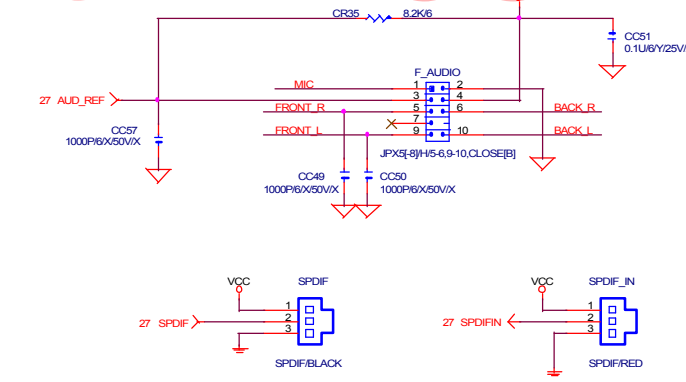 CR35 8.2K/6
CC51
0.1U/6/Y/25V/
F_AUDIO
MIC 1 2
27 AUD_REF 3 4
FRONT_R 5 6 BACK_R
7
FRONT_L 9 10 BACK_L
CC57
1000P/6/X/50V/X
JPX5[-8]/H/5-6,9-10,CLOSE[B]
CC49 CC50
1000P/6/X/50V/X 1000P/6/X/50V/X
VCC SPDIF VCC SPDIF_IN
1 1
27 SPDIF 2 27 SPDIFIN 2
3 3
SPDIF/BLACK SPDIF/RED